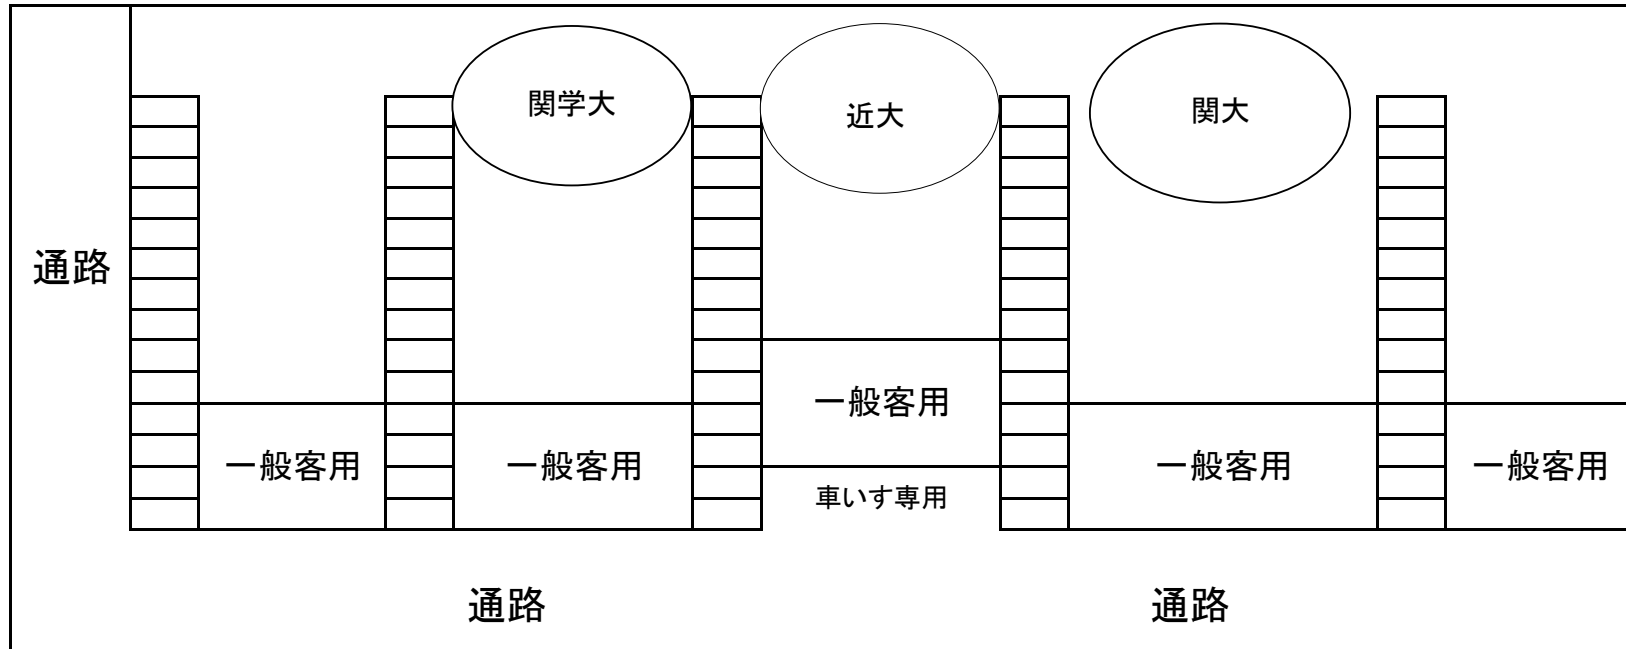 関学大
近大
関大
通路
一般客用
一般客用
一般客用
一般客用
一般客用
車いす専用
通路
通路